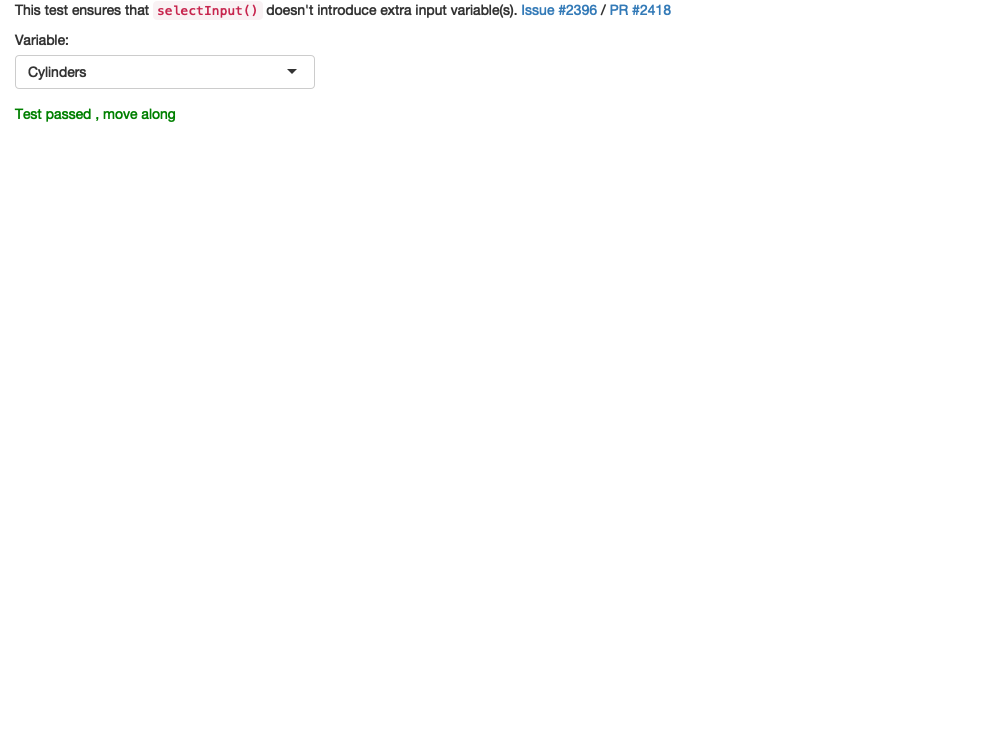 This test ensures that selectInput() doesn't introduce extra input variable(s). Issue #2396 / PR #2418
Variable:
Cylinders
Test passed , move along